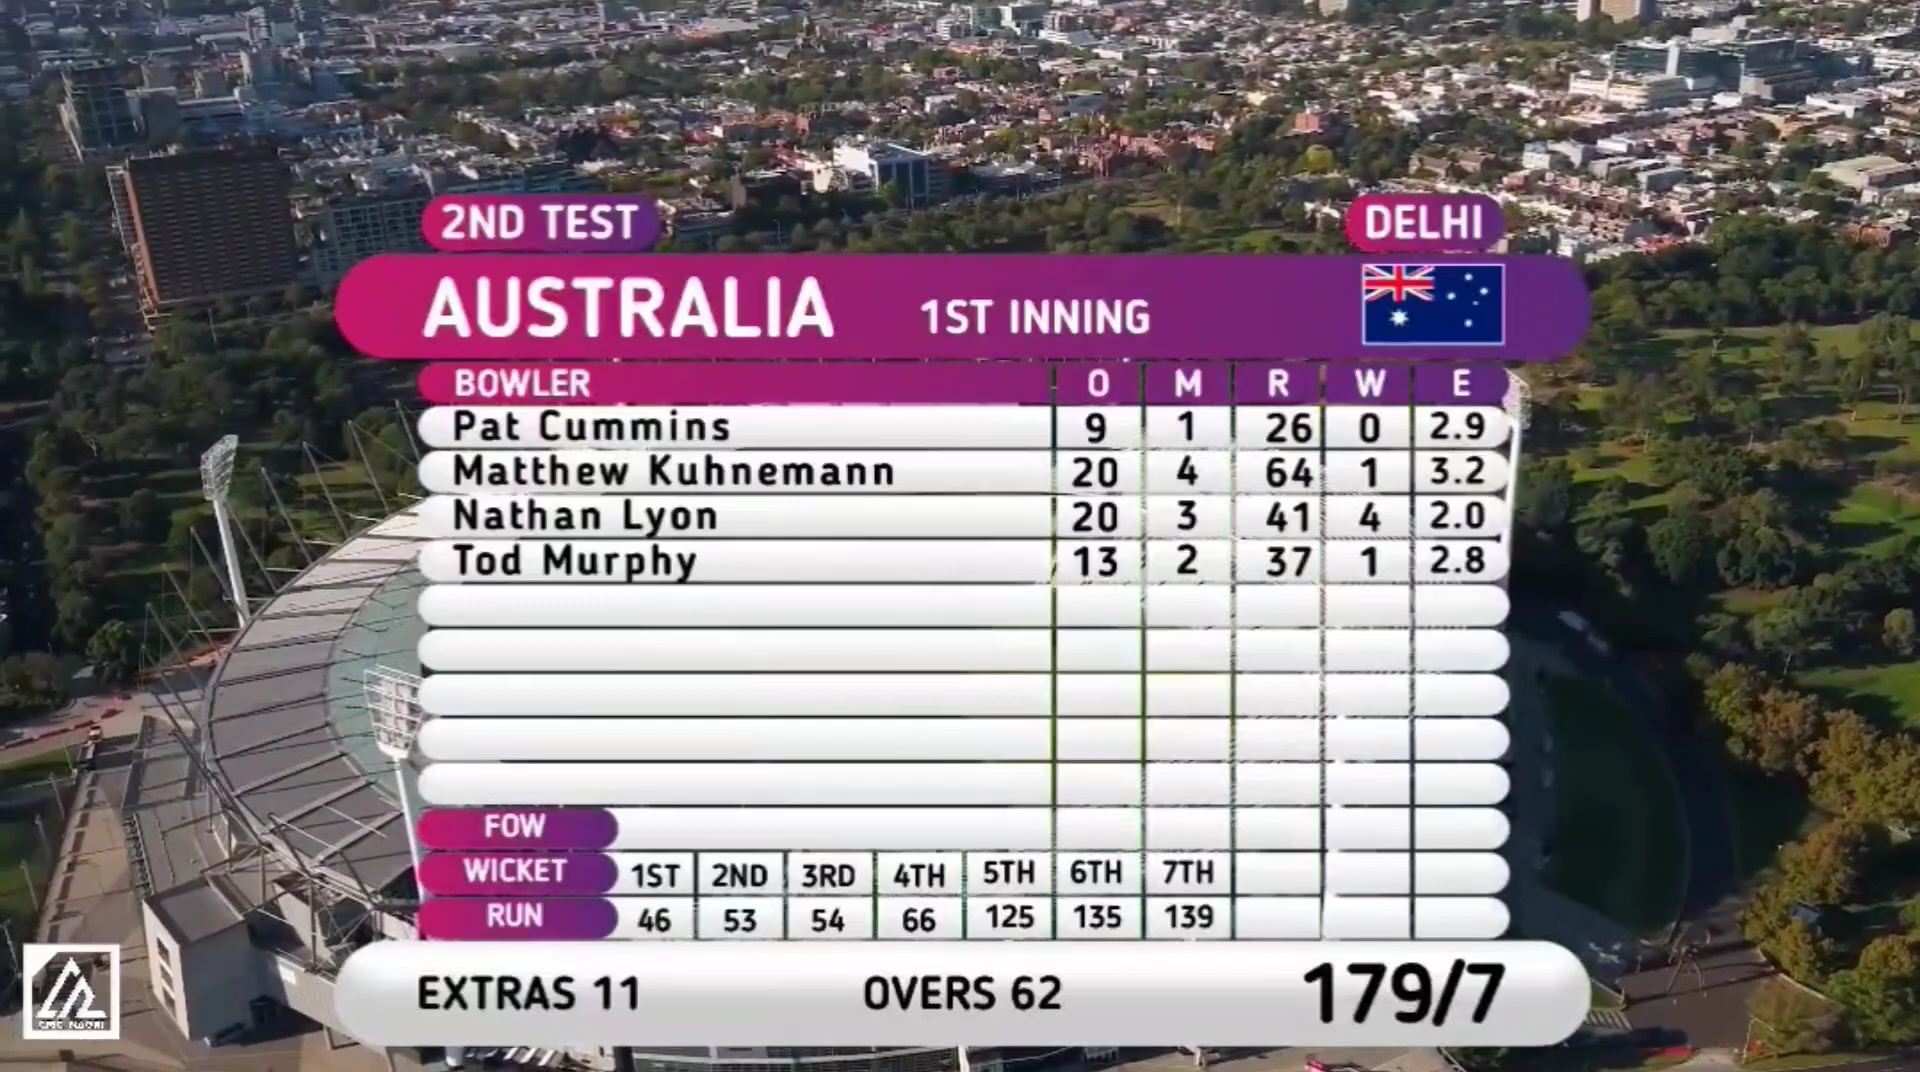 2ND TEST DELHI
AUSTRALIA 1ST INNING
BOWLER O M R W E
Pat Cummins 9 1 26 0 2.9
Matthew Kuhnemann 20 4 64 1 3.2
Nathan Lyon 20 3 41 4 2.0
Tod Murphy 13 2 37 1 2.8
FOW
WICKET 1ST 2ND 3RD 4TH 5TH 6TH 7TH
RUN 46 53 54 66 125 135 139
EXTRAS 11 OVERS 62 179/7